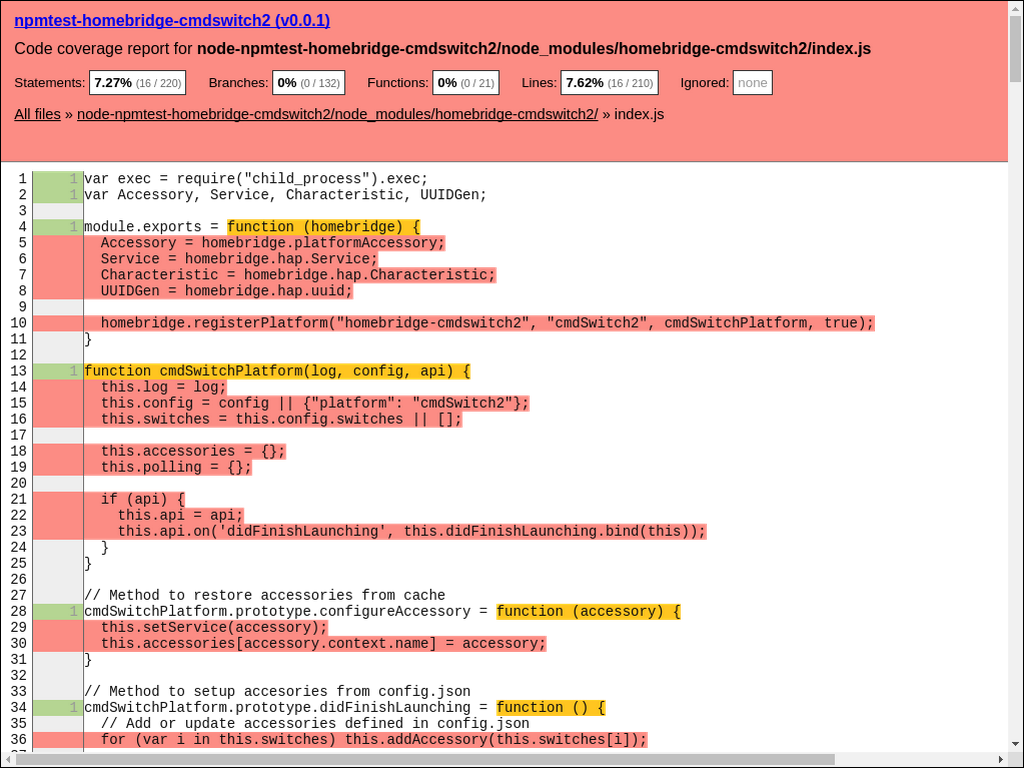 npmtest-homebridge-cmdswitch2 (v0.0.1)
Code coverage report for node-npmtest-homebridge-cmdswitch2/node_modules/homebridge-cmdswitch2/index.js
Statements: 7.27% (16 / 220) Branches: 0% (0 / 132) Functions: 0% (0 / 21) Lines: 7.62% (16 / 210) Ignored: none
All files » node-npmtest-homebridge-cmdswitch2/node_modules/homebridge-cmdswitch2/ » index.js
1 1 var exec = require("child_process").exec;
2 1 var Accessory, Service, Characteristic, UUIDGen;
3
4 1 module.exports = function (homebridge) {
5   Accessory = homebridge.platformAccessory;
6   Service = homebridge.hap.Service;
7   Characteristic = homebridge.hap.Characteristic;
8   UUIDGen = homebridge.hap.uuid;
9
10   homebridge.registerPlatform("homebridge-cmdswitch2", "cmdSwitch2", cmdSwitchPlatform, true);
11 }
12
13 1 function cmdSwitchPlatform(log, config, api) {
14   this.log = log;
15   this.config = config || {"platform": "cmdSwitch2"};
16   this.switches = this.config.switches || [];
17
18   this.accessories = {};
19   this.polling = {};
20
21   if (api) {
22     this.api = api;
23     this.api.on('didFinishLaunching', this.didFinishLaunching.bind(this));
24   }
25 }
26
27 // Method to restore accessories from cache
28 1 cmdSwitchPlatform.prototype.configureAccessory = function (accessory) {
29   this.setService(accessory);
30   this.accessories[accessory.context.name] = accessory;
31 }
32
33 // Method to setup accesories from config.json
34 1 cmdSwitchPlatform.prototype.didFinishLaunching = function () {
35   // Add or update accessories defined in config.json
36   for (var i in this.switches) this.addAccessory(this.switches[i]);